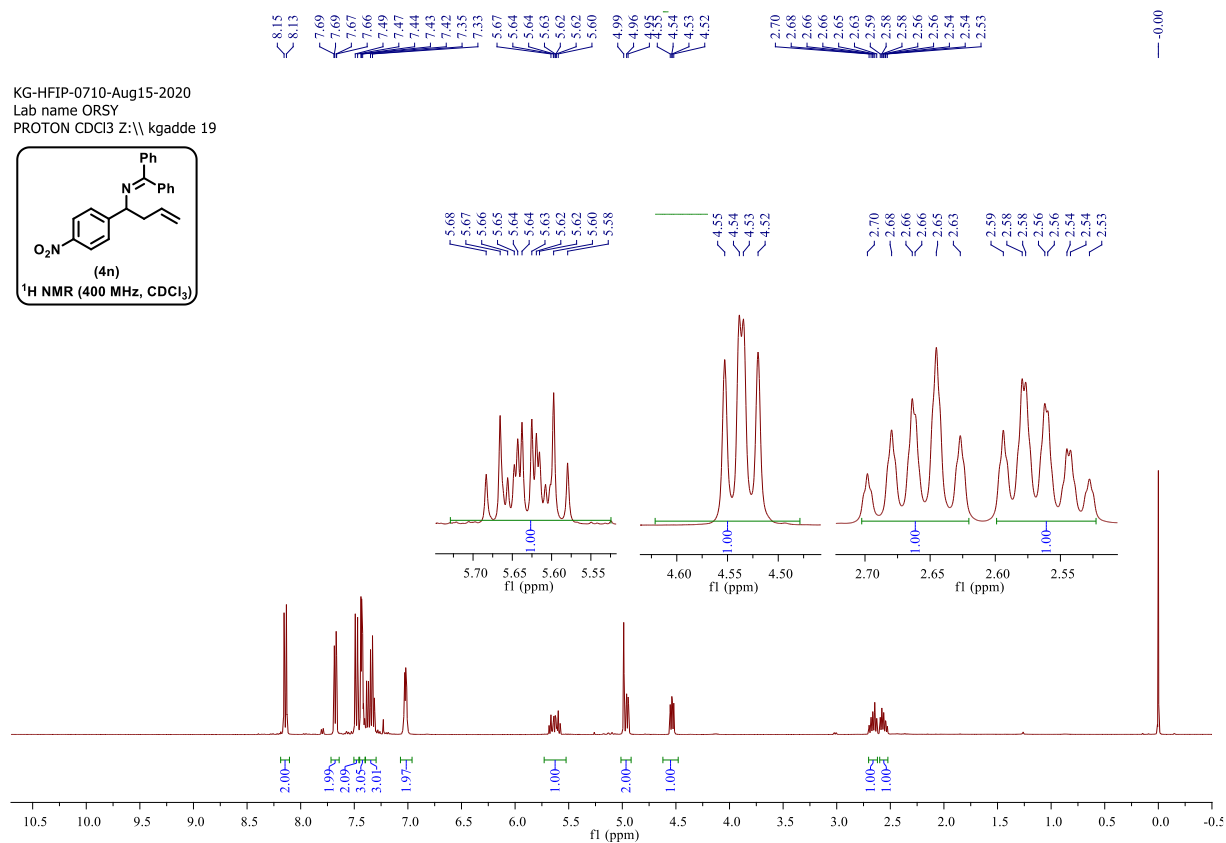 8.15 8.13 7.69 7.69 7.67 7.66 7.49 7.47 7.44 7.43 7.42 7.35 7.33 5.67 5.64 5.64 5.63 5.62 5.62 5.60 4.99 4.96 4.95 4.55 4.54 4.53 4.52 2.70 2.68 2.66 2.66 2.65 2.63 2.59 2.58 2.58 2.56 2.56 2.54 2.54 2.53 -0.00
KG-HFIP-0710-Aug15-2020
Lab name ORSY
PROTON CDCl3 Z:\\ kgadde 19
Ph
N
Ph
O2N
(4n)
1H NMR (400 MHz, CDCl3)
5.68 5.67 5.66 5.65 5.64 5.64 5.63 5.62 5.62 5.60 5.58
4.55 4.54 4.53 4.52
2.70 2.68 2.66 2.66 2.65 2.63 2.59 2.58 2.58 2.56 2.56 2.54 2.54 2.53
1.00 1.00 1.00 1.00
5.70 5.65 5.60 5.55
f1 (ppm)
4.60 4.55 4.50
f1 (ppm)
2.70 2.65 2.60 2.55
f1 (ppm)
2.00 1.99 2.09 3.05 3.01 1.97 1.00 2.00 1.00 1.00 1.00
10.5 10.0 9.5 9.0 8.5 8.0 7.5 7.0 6.5 6.0 5.5 5.0 4.5 4.0 3.5 3.0 2.5 2.0 1.5 1.0 0.5 0.0 -0.5
f1 (ppm)